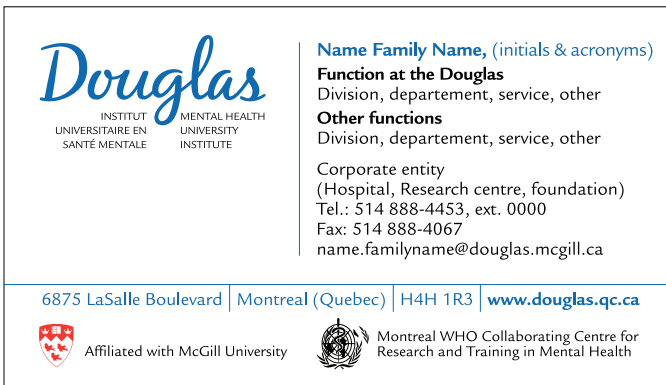 Douglas
INSTITUT
UNIVERSITAIRE EN
SANTÉ MENTALE
MENTAL HEALTH
UNIVERSITY
INSTITUTE
Name Family Name, (initials & acronyms)
Function at the Douglas
Division, departement, service, other
Other functions
Division, departement, service, other
Corporate entity
(Hospital, Research centre, foundation)
Tel.: 514 888-4453, ext. 0000
Fax: 514 888-4067
name.familyname@douglas.mcgill.ca
6875 LaSalle Boulevard | Montreal (Quebec) | H4H 1R3 | www.douglas.qc.ca
Affiliated with McGill University
Montreal WHO Collaborating Centre for
Research and Training in Mental Health